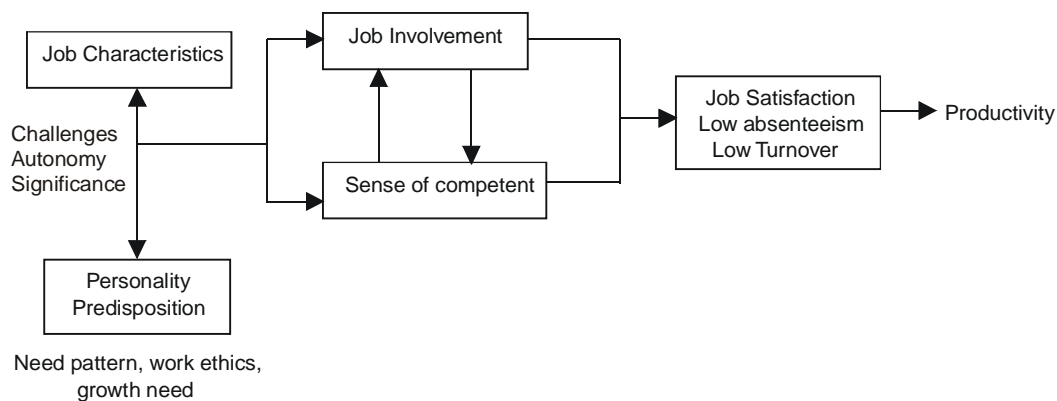 Job Characteristics
Challenges
Autonomy
Significance
Personality
Predisposition
Need pattern, work ethics,
growth need
Job Involvement
Sense of competent
Job Satisfaction
Low absenteeism
Low Turnover
Productivity